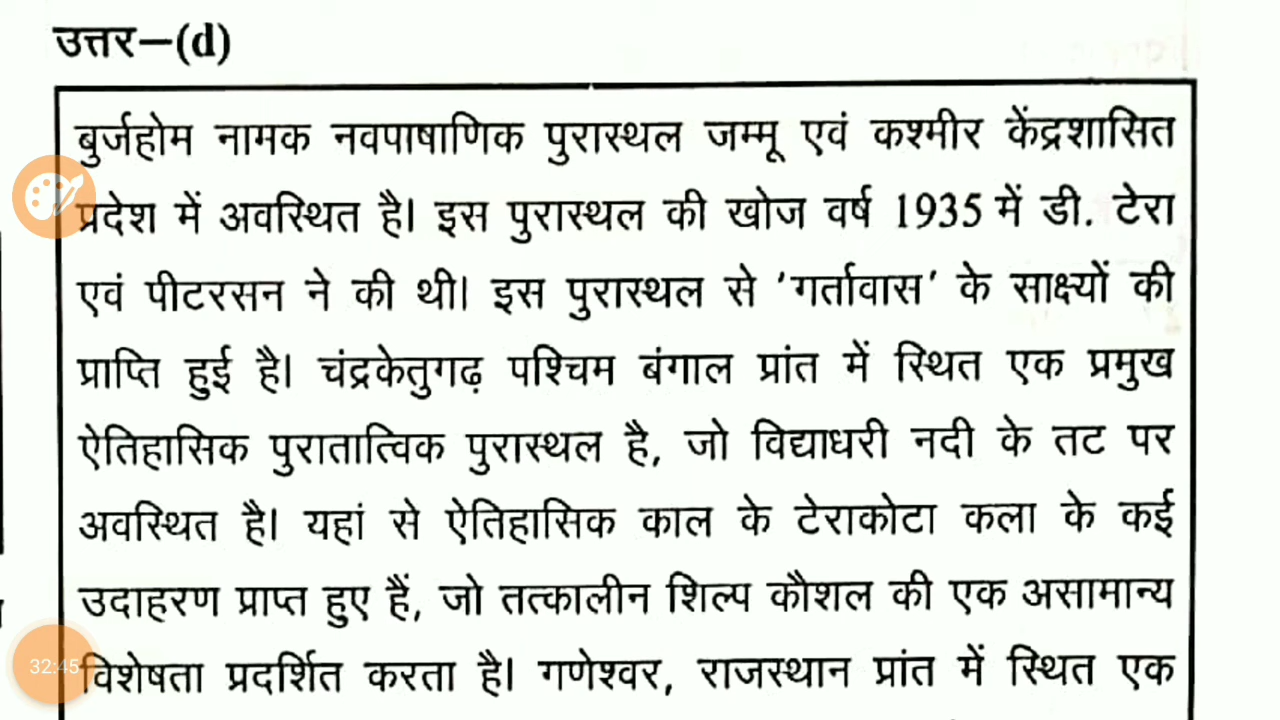 उत्तर–(d)
बुर्जहोम नामक नवपाषाणिक पुरास्थल जम्मू एवं कश्मीर केंद्रशासित
प्रदेश में अवस्थित है। इस पुरास्थल की खोज वर्ष 1935 में डी. टेरा
एवं पीटरसन ने की थी। इस पुरास्थल से 'गर्तावास' के साक्ष्यों की
प्राप्ति हुई है। चंद्रकेतुगढ़ पश्चिम बंगाल प्रांत में स्थित एक प्रमुख
ऐतिहासिक पुरातात्विक पुरास्थल है, जो विद्याधरी नदी के तट पर
अवस्थित है। यहां से ऐतिहासिक काल के टेराकोटा कला के कई
उदाहरण प्राप्त हुए हैं, जो तत्कालीन शिल्प कौशल की एक असामान्य
32:45
विशेषता प्रदर्शित करता है। गणेश्वर, राजस्थान प्रांत में स्थित एक